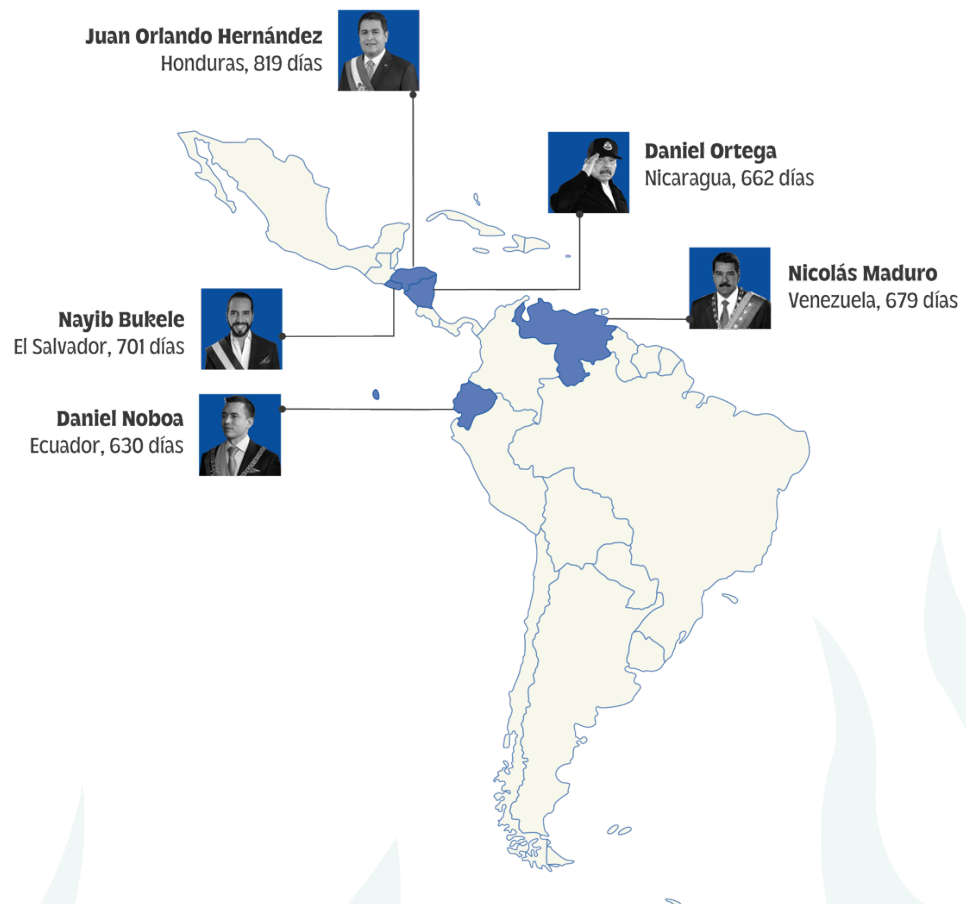 Juan Orlando Hernández
Honduras, 819 días
Daniel Ortega
Nicaragua, 662 días
Nicolás Maduro
Venezuela, 679 días
Nayib Bukele
El Salvador, 701 días
Daniel Noboa
Ecuador, 630 días